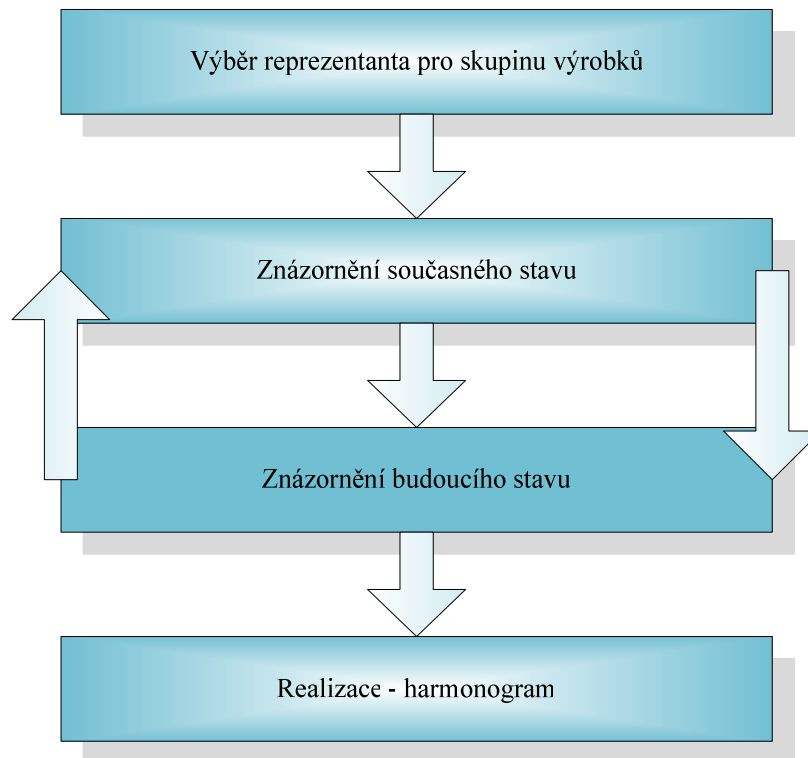 Výběr reprezentanta pro skupinu výrobků
Znázornění současného stavu
Znázornění budoucího stavu
Realizace - harmonogram